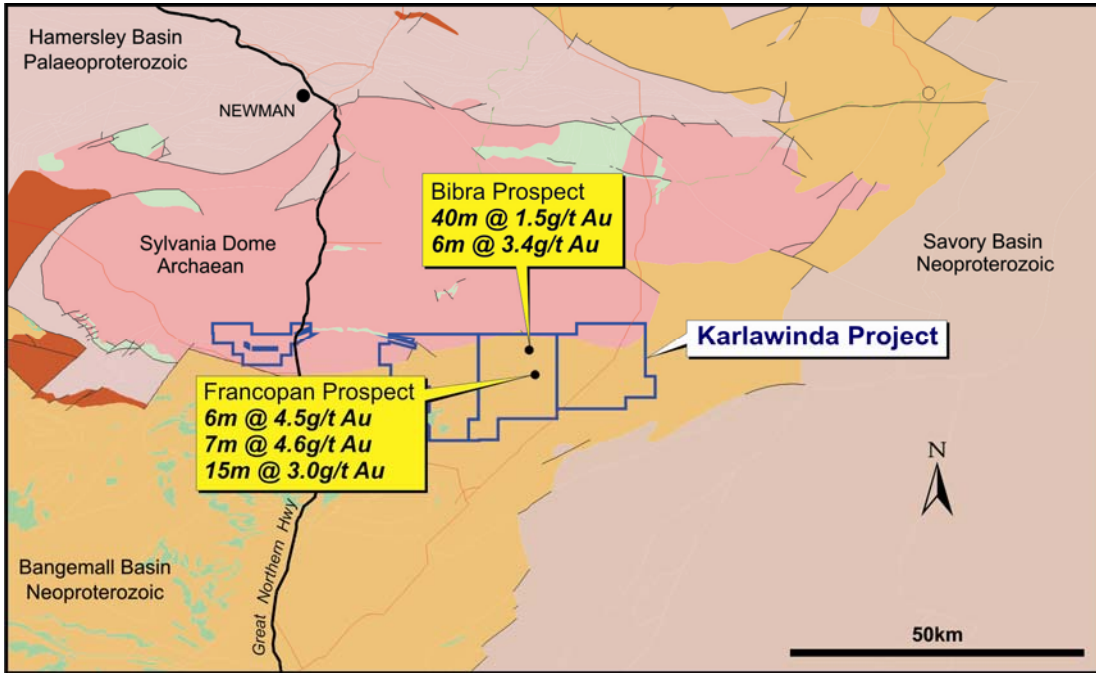 Hamersley Basin
Palaeoproterozoic
NEWMAN
Bibra Prospect
40m @ 1.5g/t Au
6m @ 3.4g/t Au
Sylvania Dome
Archaean
Savory Basin
Neoproterozoic
Karlawinda Project
Francopan Prospect
6m @ 4.5g/t Au
7m @ 4.6g/t Au
15m @ 3.0g/t Au
N
Great Northern Hwy
Bangemall Basin
Neoproterozoic
50km